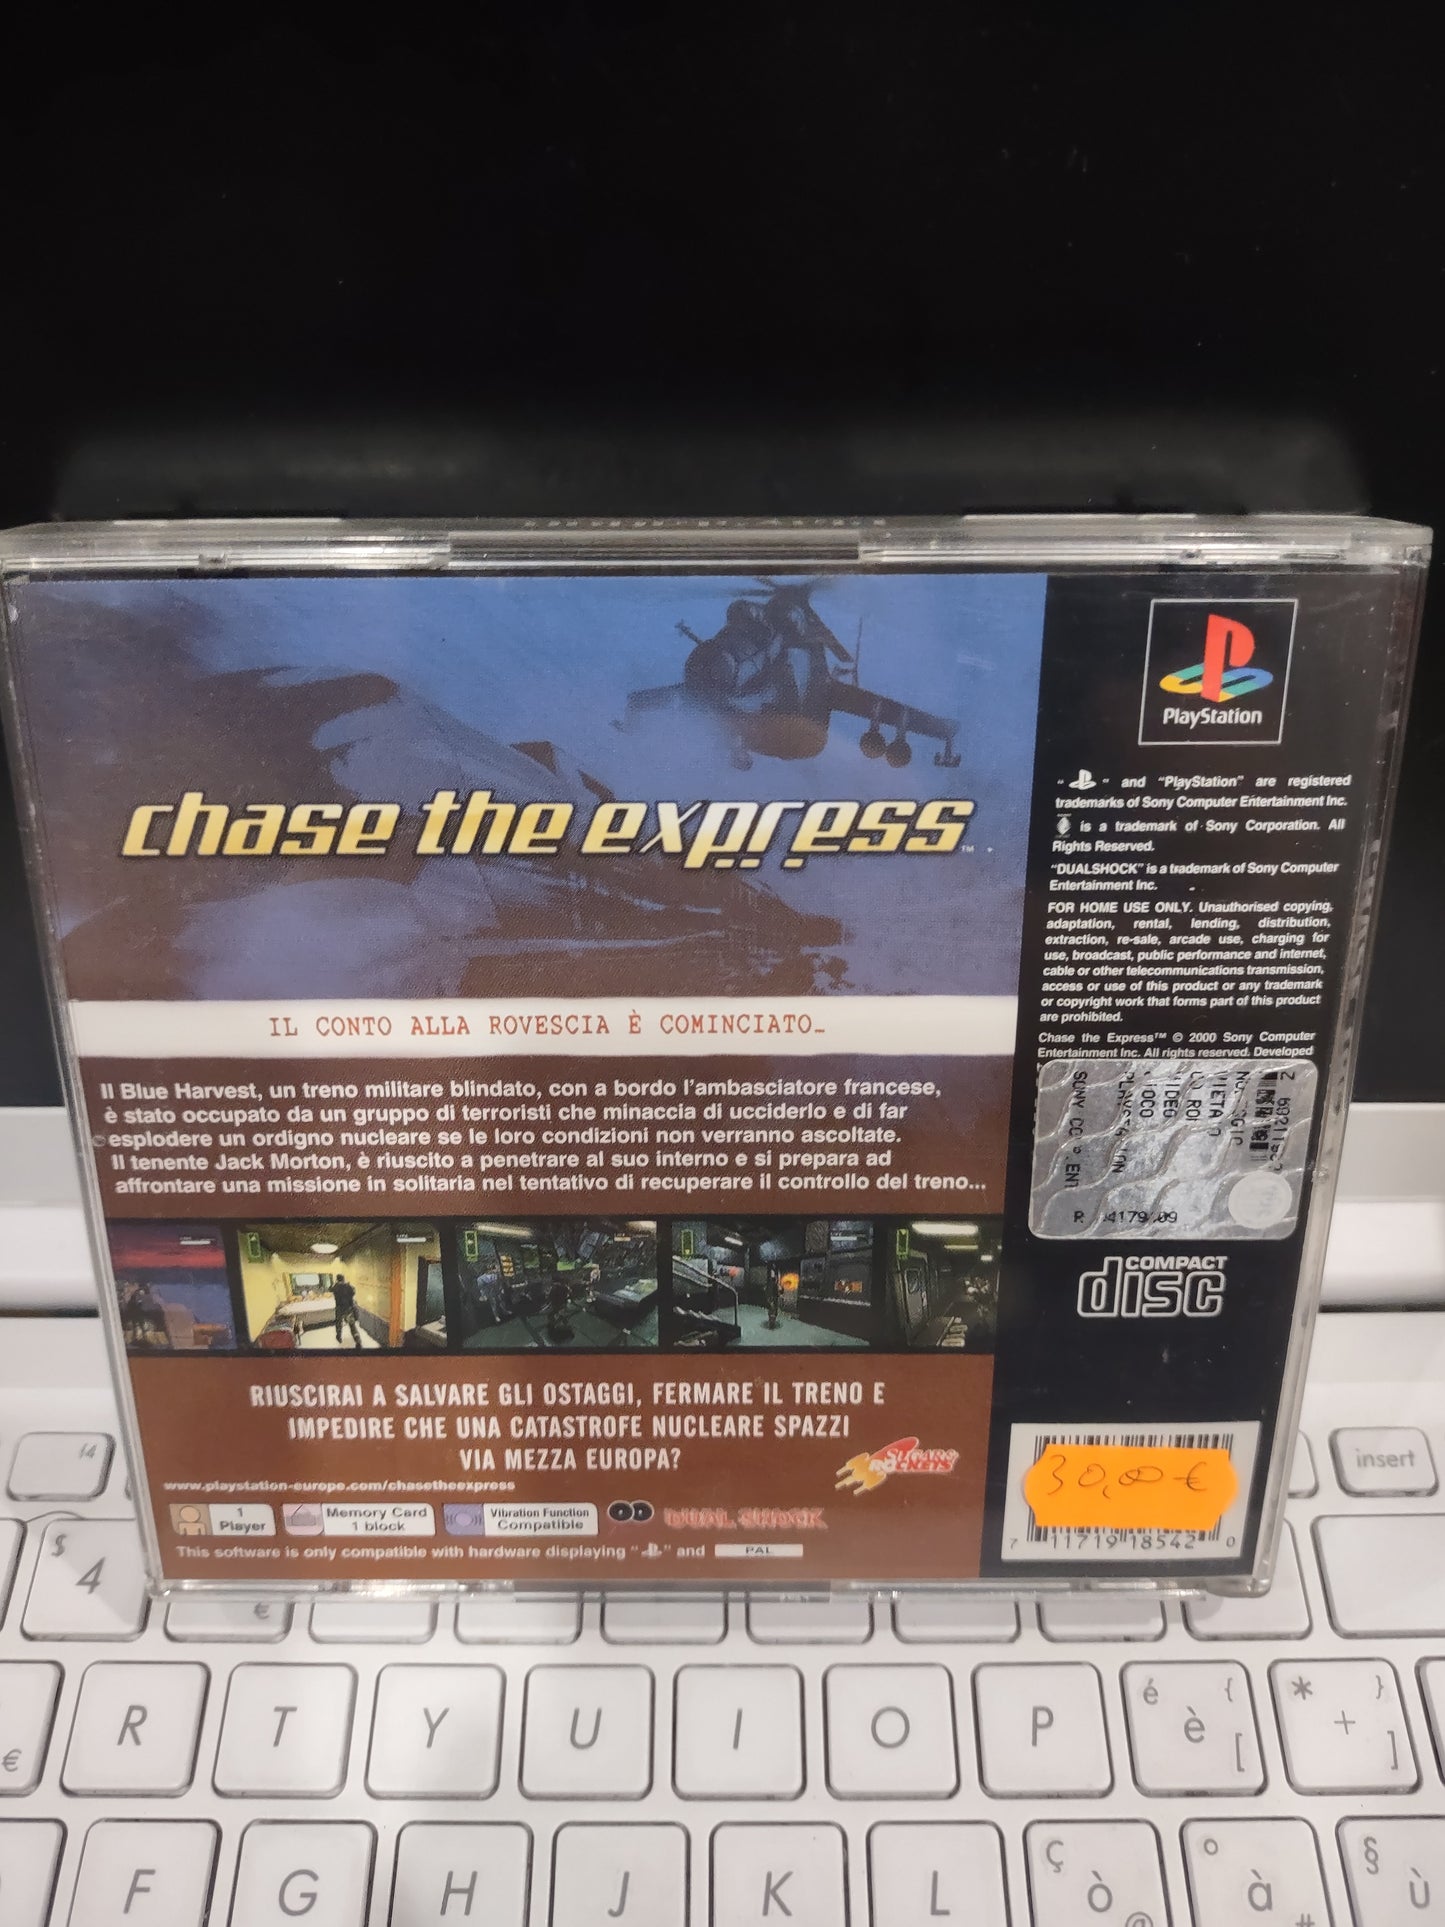 chase the express™
IL CONTO ALLA ROVESCIA È COMINCIATO_
Il Blue Harvest, un treno militare blindato, con a bordo l'ambasciatore francese,
è stato occupato da un gruppo di terroristi che minaccia di ucciderlo e di far
esplodere un ordigno nucleare se le loro condizioni non verranno ascoltate.
Il tenente Jack Morton, è riuscito a penetrare al suo interno e si prepara ad
affrontare una missione in solitaria nel tentativo di recuperare il controllo del treno...
RIUSCIRAI A SALVARE GLI OSTAGGI, FERMARE IL TRENO E
IMPEDIRE CHE UNA CATASTROFE NUCLEARE SPAZZI
VIA MEZZA EUROPA?
www.playstation-europe.com/chasetheexpress
SUGAR &
ROCKETS
1
Player
Memory Card
1 block
Vibration Function
Compatible
DUAL SHOCK
This software is only compatible with hardware displaying " " and PAL
PlayStation
" " and "PlayStation" are registered
trademarks of Sony Computer Entertainment Inc.
is a trademark of Sony Corporation. All
Rights Reserved.
"DUALSHOCK" is a trademark of Sony Computer
Entertainment Inc.
FOR HOME USE ONLY. Unauthorised copying,
adaptation, rental, lending, distribution,
extraction, re-sale, arcade use, charging for
use, broadcast, public performance and internet,
cable or other telecommunications transmission,
access or use of this product or any trademark
or copyright work that forms part of this product
are prohibited.
Chase the Express™ © 2000 Sony Computer
Entertainment Inc. All rights reserved. Developed
COMPACT
disc
30,00 €
7 11719 18542 0
insert
$
4
€
€
R
T
Y
U
I
O
P
é
è
{
[
*
+
}
]
F
G
H
J
K
L
ç
ò
@
°
à
#
§
ù